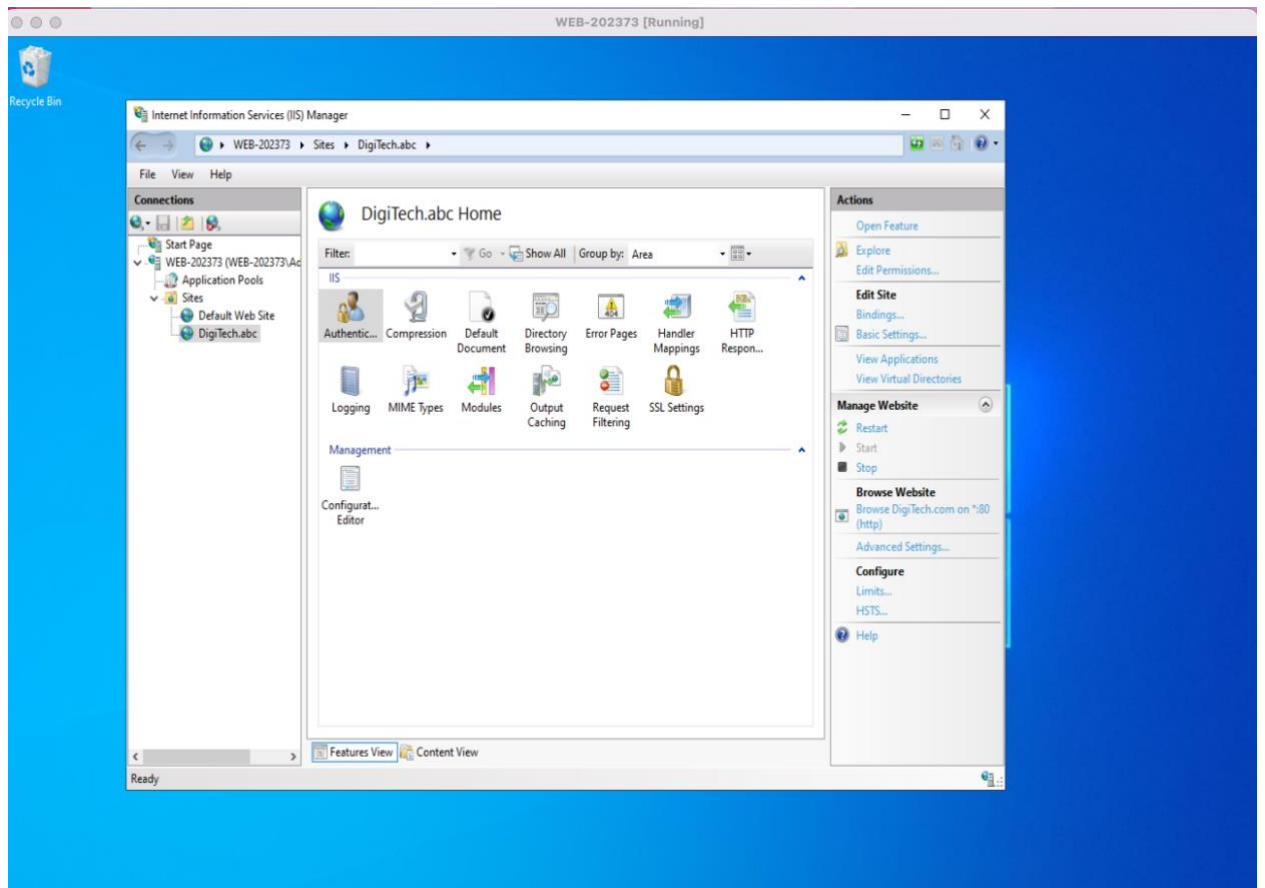 WEB-202373 [Running]
Recycle Bin
Internet Information Services (IIS) Manager
WEB-202373 Sites DigiTech.abc
File View Help
Connections
Start Page
WEB-202373 (WEB-202373\Ad
Application Pools
Sites
Default Web Site
DigiTech.abc
DigiTech.abc Home
Filter: Go Show All Group by: Area
IIS
Authentic... Compression Default Document Directory Browsing Error Pages Handler Mappings HTTP Respon...
Logging MIME Types Modules Output Caching Request Filtering SSL Settings
Management
Configurat...
Editor
Features View Content View
Ready
Actions
Open Feature
Explore
Edit Permissions...
Edit Site
Bindings...
Basic Settings...
View Applications
View Virtual Directories
Manage Website
Restart
Start
Stop
Browse Website
Browse DigiTech.com on *:80
(http)
Advanced Settings...
Configure
Limits...
HSTS...
Help